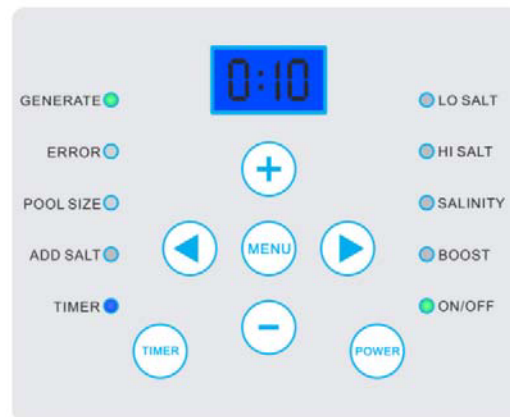 0:10
GENERATE
LO SALT
ERROR
HI SALT
+
POOL SIZE
SALINITY
ADD SALT
MENU
BOOST
TIMER
ON/OFF
−
TIMER
POWER